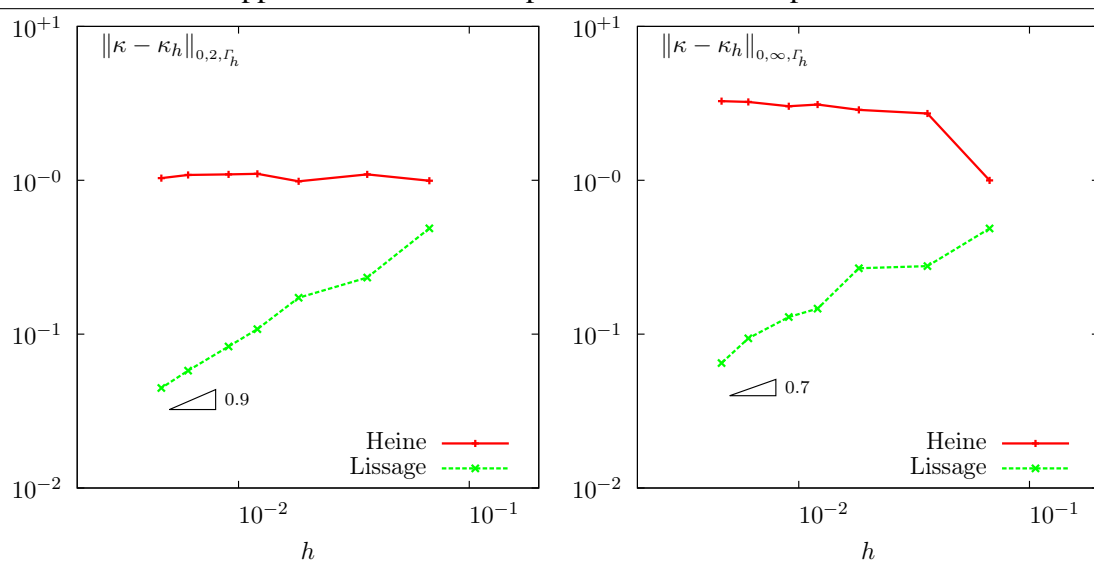 ‖κ − κ_h‖_{0,2,Γ_h}
10^{+1}
10^{−0}
10^{−1}
10^{−2}
0.9
Heine
Lissage
10^{−2} 10^{−1}
h
‖κ − κ_h‖_{0,∞,Γ_h}
10^{+1}
10^{−0}
10^{−1}
10^{−2}
0.7
Heine
Lissage
10^{−2} 10^{−1}
h